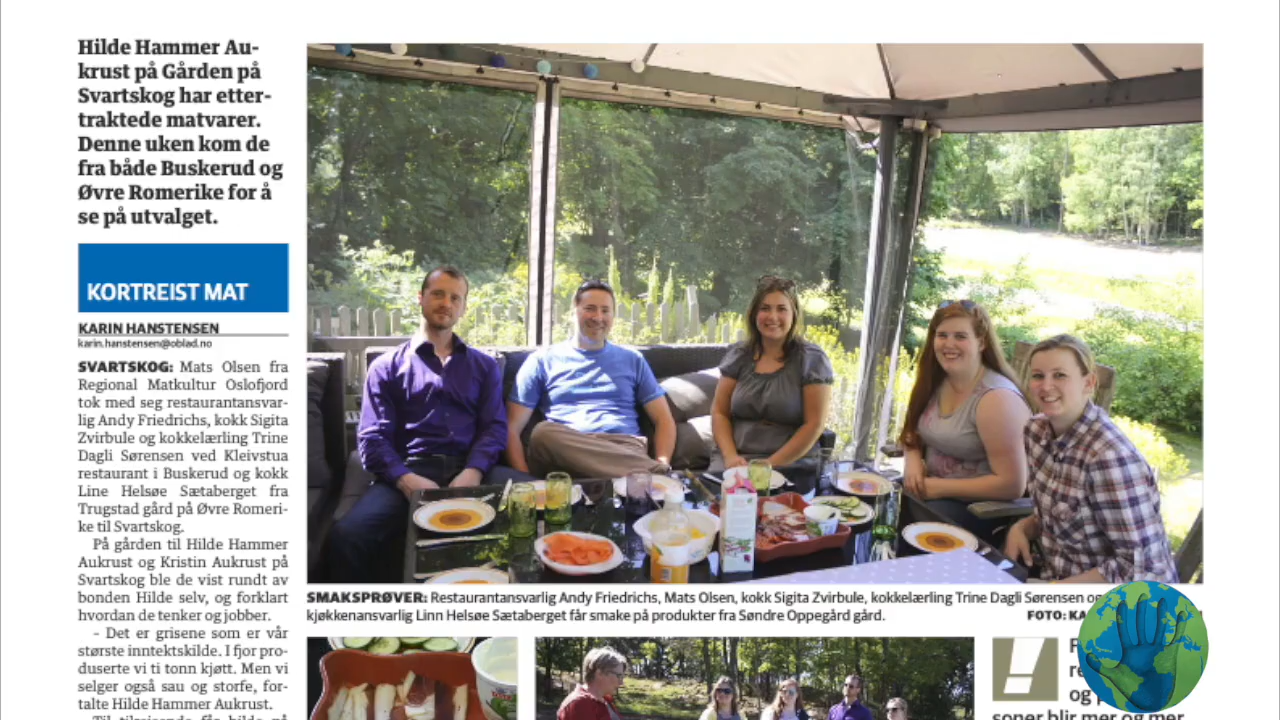 Hilde Hammer Au-
krust på Gården på
Svartskog har etter-
traktede matvarer.
Denne uken kom de
fra både Buskerud og
Øvre Romerike for å
se på utvalget.
KORTREIST MAT
KARIN HANSTENSEN
karin.hanstensen@oblad.no
SVARTSKOG: Mats Olsen fra
Regional Matkultur Oslofjord
tok med seg restaurantansvar-
lig Andy Friedrichs, kokk Sigita
Zvirbule og kokkelærling Trine
Dagli Sørensen ved Kleivstua
restaurant i Buskerud og kokk
Line Helsøe Sætaberget fra
Trugstad gård på Øvre Romeri-
ke til Svartskog.
På gården til Hilde Hammer
Aukrust og Kristin Aukrust på
Svartskog ble de vist rundt av
bonden Hilde selv, og forklart
hvordan de tenker og jobber.
– Det er grisene som er vår
største inntektskilde. I fjor pro-
duserte vi ti tonn kjøtt. Men vi
selger også sau og storfe, for-
talte Hilde Hammer Aukrust.
SMAKSPRØVER: Restaurantansvarlig Andy Friedrichs, Mats Olsen, kokk Sigita Zvirbule, kokkelærling Trine Dagli Sørensen og
kjøkkenansvarlig Linn Helsøe Sætaberget får smake på produkter fra Søndre Oppegård gård.
FOTO:
og
soner blir mer og mer